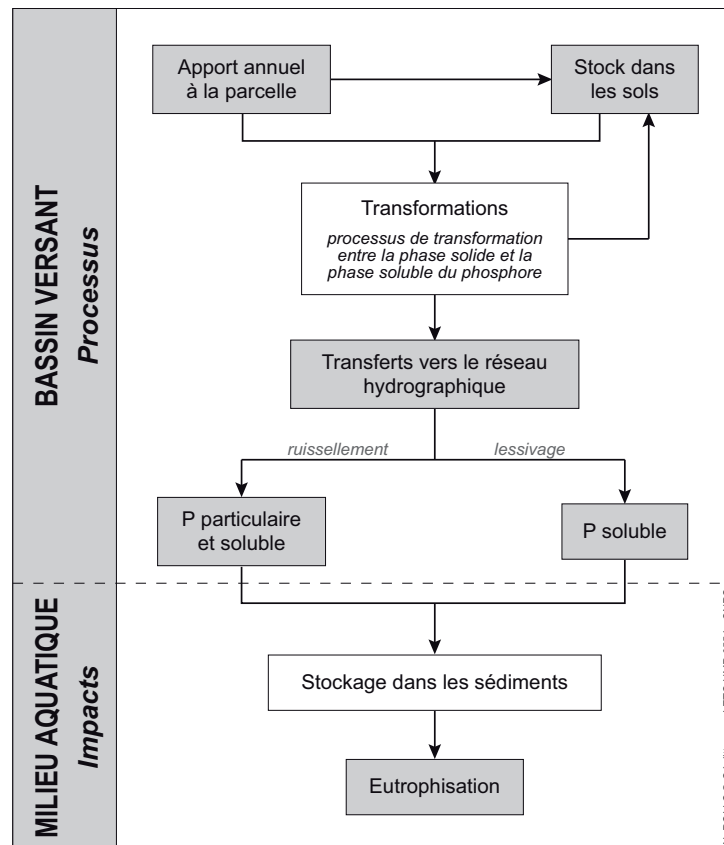 Apport annuel
à la parcelle
Stock dans
les sols
Transformations
processus de transformation
entre la phase solide et la
phase soluble du phosphore
Transferts vers le réseau
hydrographique
ruissellement
lessivage
P particulaire
et soluble
P soluble
BASSIN VERSANT
Processus
Stockage dans les sédiments
Eutrophisation
MILIEU AQUATIQUE
Impacts